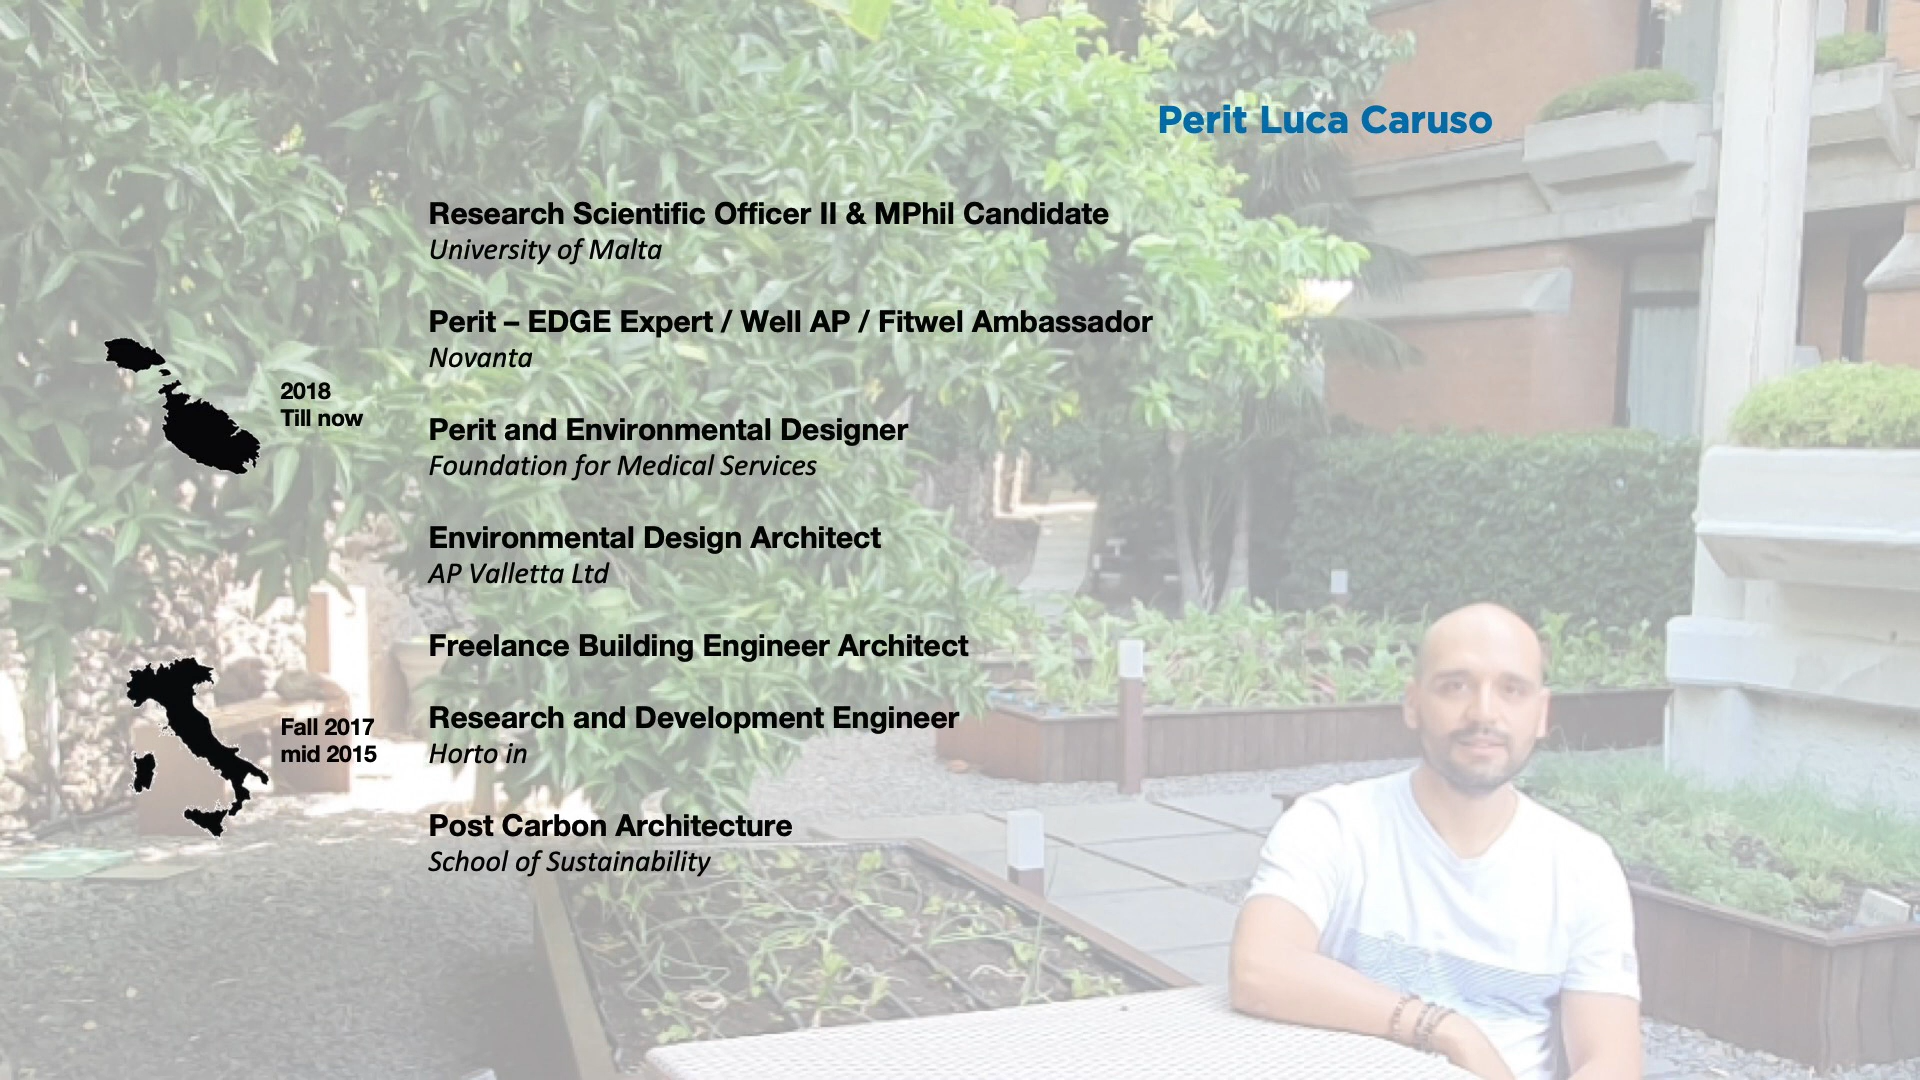 Perit Luca Caruso
Research Scientific Officer II & MPhil Candidate
University of Malta
Perit – EDGE Expert / Well AP / Fitwel Ambassador
Novanta
2018
Till now
Perit and Environmental Designer
Foundation for Medical Services
Environmental Design Architect
AP Valletta Ltd
Freelance Building Engineer Architect
Fall 2017
mid 2015
Research and Development Engineer
Horto in
Post Carbon Architecture
School of Sustainability